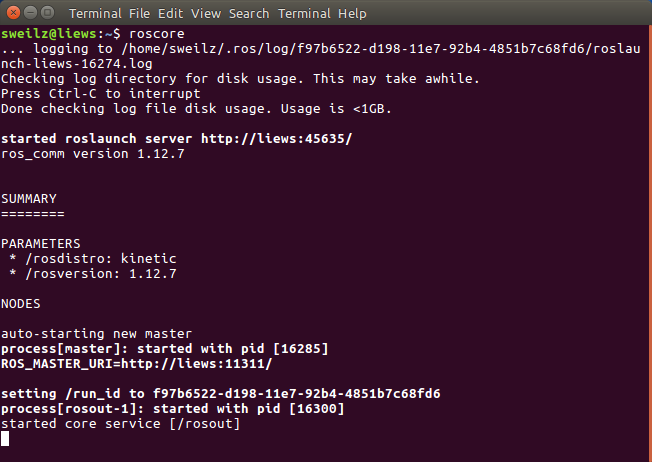 Terminal File Edit View Search Terminal Help
sweilz@liews:~$ roscore
... logging to /home/sweilz/.ros/log/f97b6522-d198-11e7-92b4-4851b7c68fd6/roslau
nch-liews-16274.log
Checking log directory for disk usage. This may take awhile.
Press Ctrl-C to interrupt
Done checking log file disk usage. Usage is <1GB.
started roslaunch server http://liews:45635/
ros_comm version 1.12.7
SUMMARY
========
PARAMETERS
 * /rosdistro: kinetic
 * /rosversion: 1.12.7
NODES
auto-starting new master
process[master]: started with pid [16285]
ROS_MASTER_URI=http://liews:11311/
setting /run_id to f97b6522-d198-11e7-92b4-4851b7c68fd6
process[rosout-1]: started with pid [16300]
started core service [/rosout]